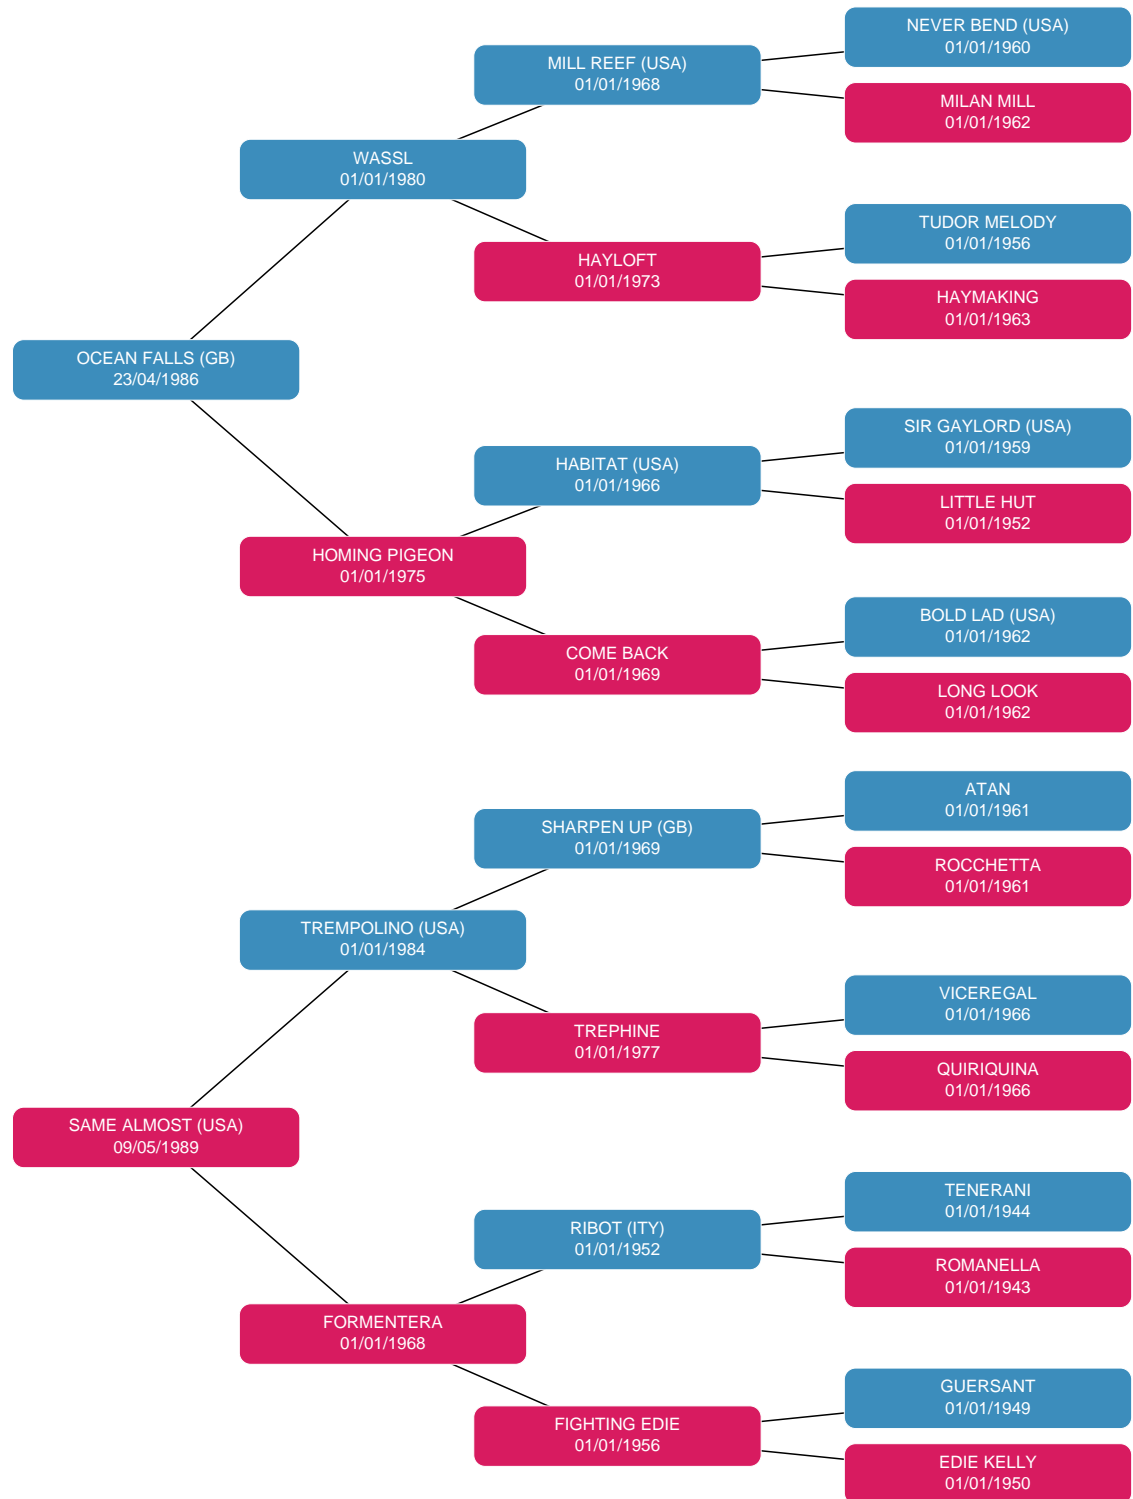 NEVER BEND (USA)
01/01/1960
MILL REEF (USA)
01/01/1968
MILAN MILL
01/01/1962
WASSL
01/01/1980
TUDOR MELODY
01/01/1956
HAYLOFT
01/01/1973
HAYMAKING
01/01/1963
OCEAN FALLS (GB)
23/04/1986
SIR GAYLORD (USA)
01/01/1959
HABITAT (USA)
01/01/1966
LITTLE HUT
01/01/1952
HOMING PIGEON
01/01/1975
BOLD LAD (USA)
01/01/1962
COME BACK
01/01/1969
LONG LOOK
01/01/1962
ATAN
01/01/1961
SHARPEN UP (GB)
01/01/1969
ROCCHETTA
01/01/1961
TREMPOLINO (USA)
01/01/1984
VICEREGAL
01/01/1966
TREPHINE
01/01/1977
QUIRIQUINA
01/01/1966
SAME ALMOST (USA)
09/05/1989
TENERANI
01/01/1944
RIBOT (ITY)
01/01/1952
ROMANELLA
01/01/1943
FORMENTERA
01/01/1968
GUERSANT
01/01/1949
FIGHTING EDIE
01/01/1956
EDIE KELLY
01/01/1950